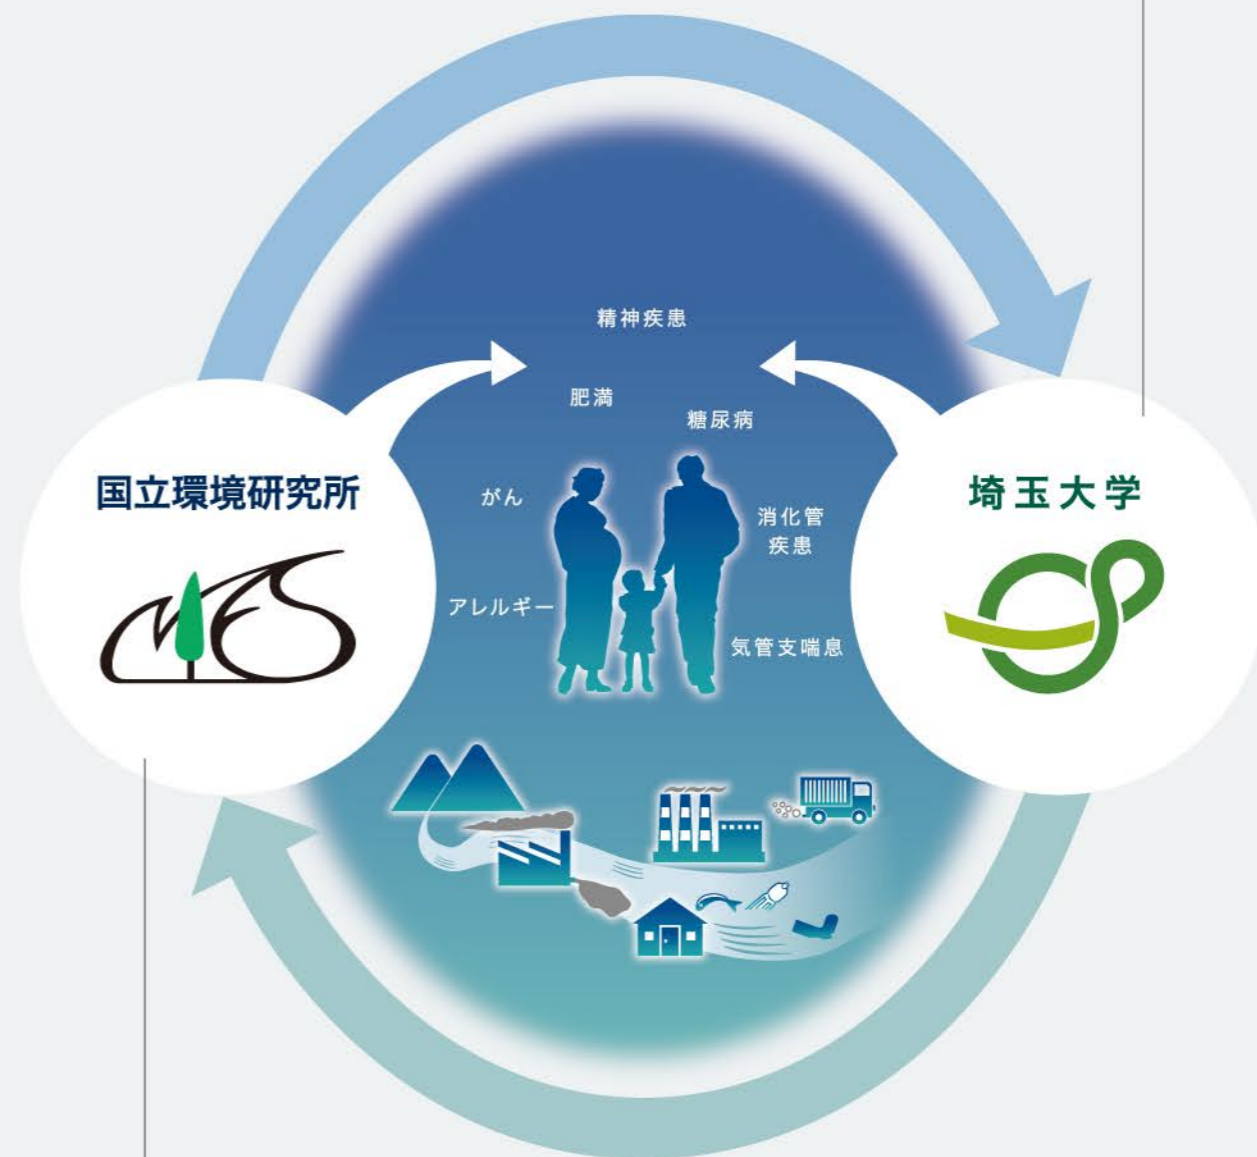 精神疾患
肥満
糖尿病
国立環境研究所
がん
埼玉大学
消化管
疾患
アレルギー
気管支喘息